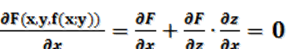 ∂F(x,y,f(x;y))/∂x = ∂F/∂x + ∂F/∂z · ∂z/∂x = 0